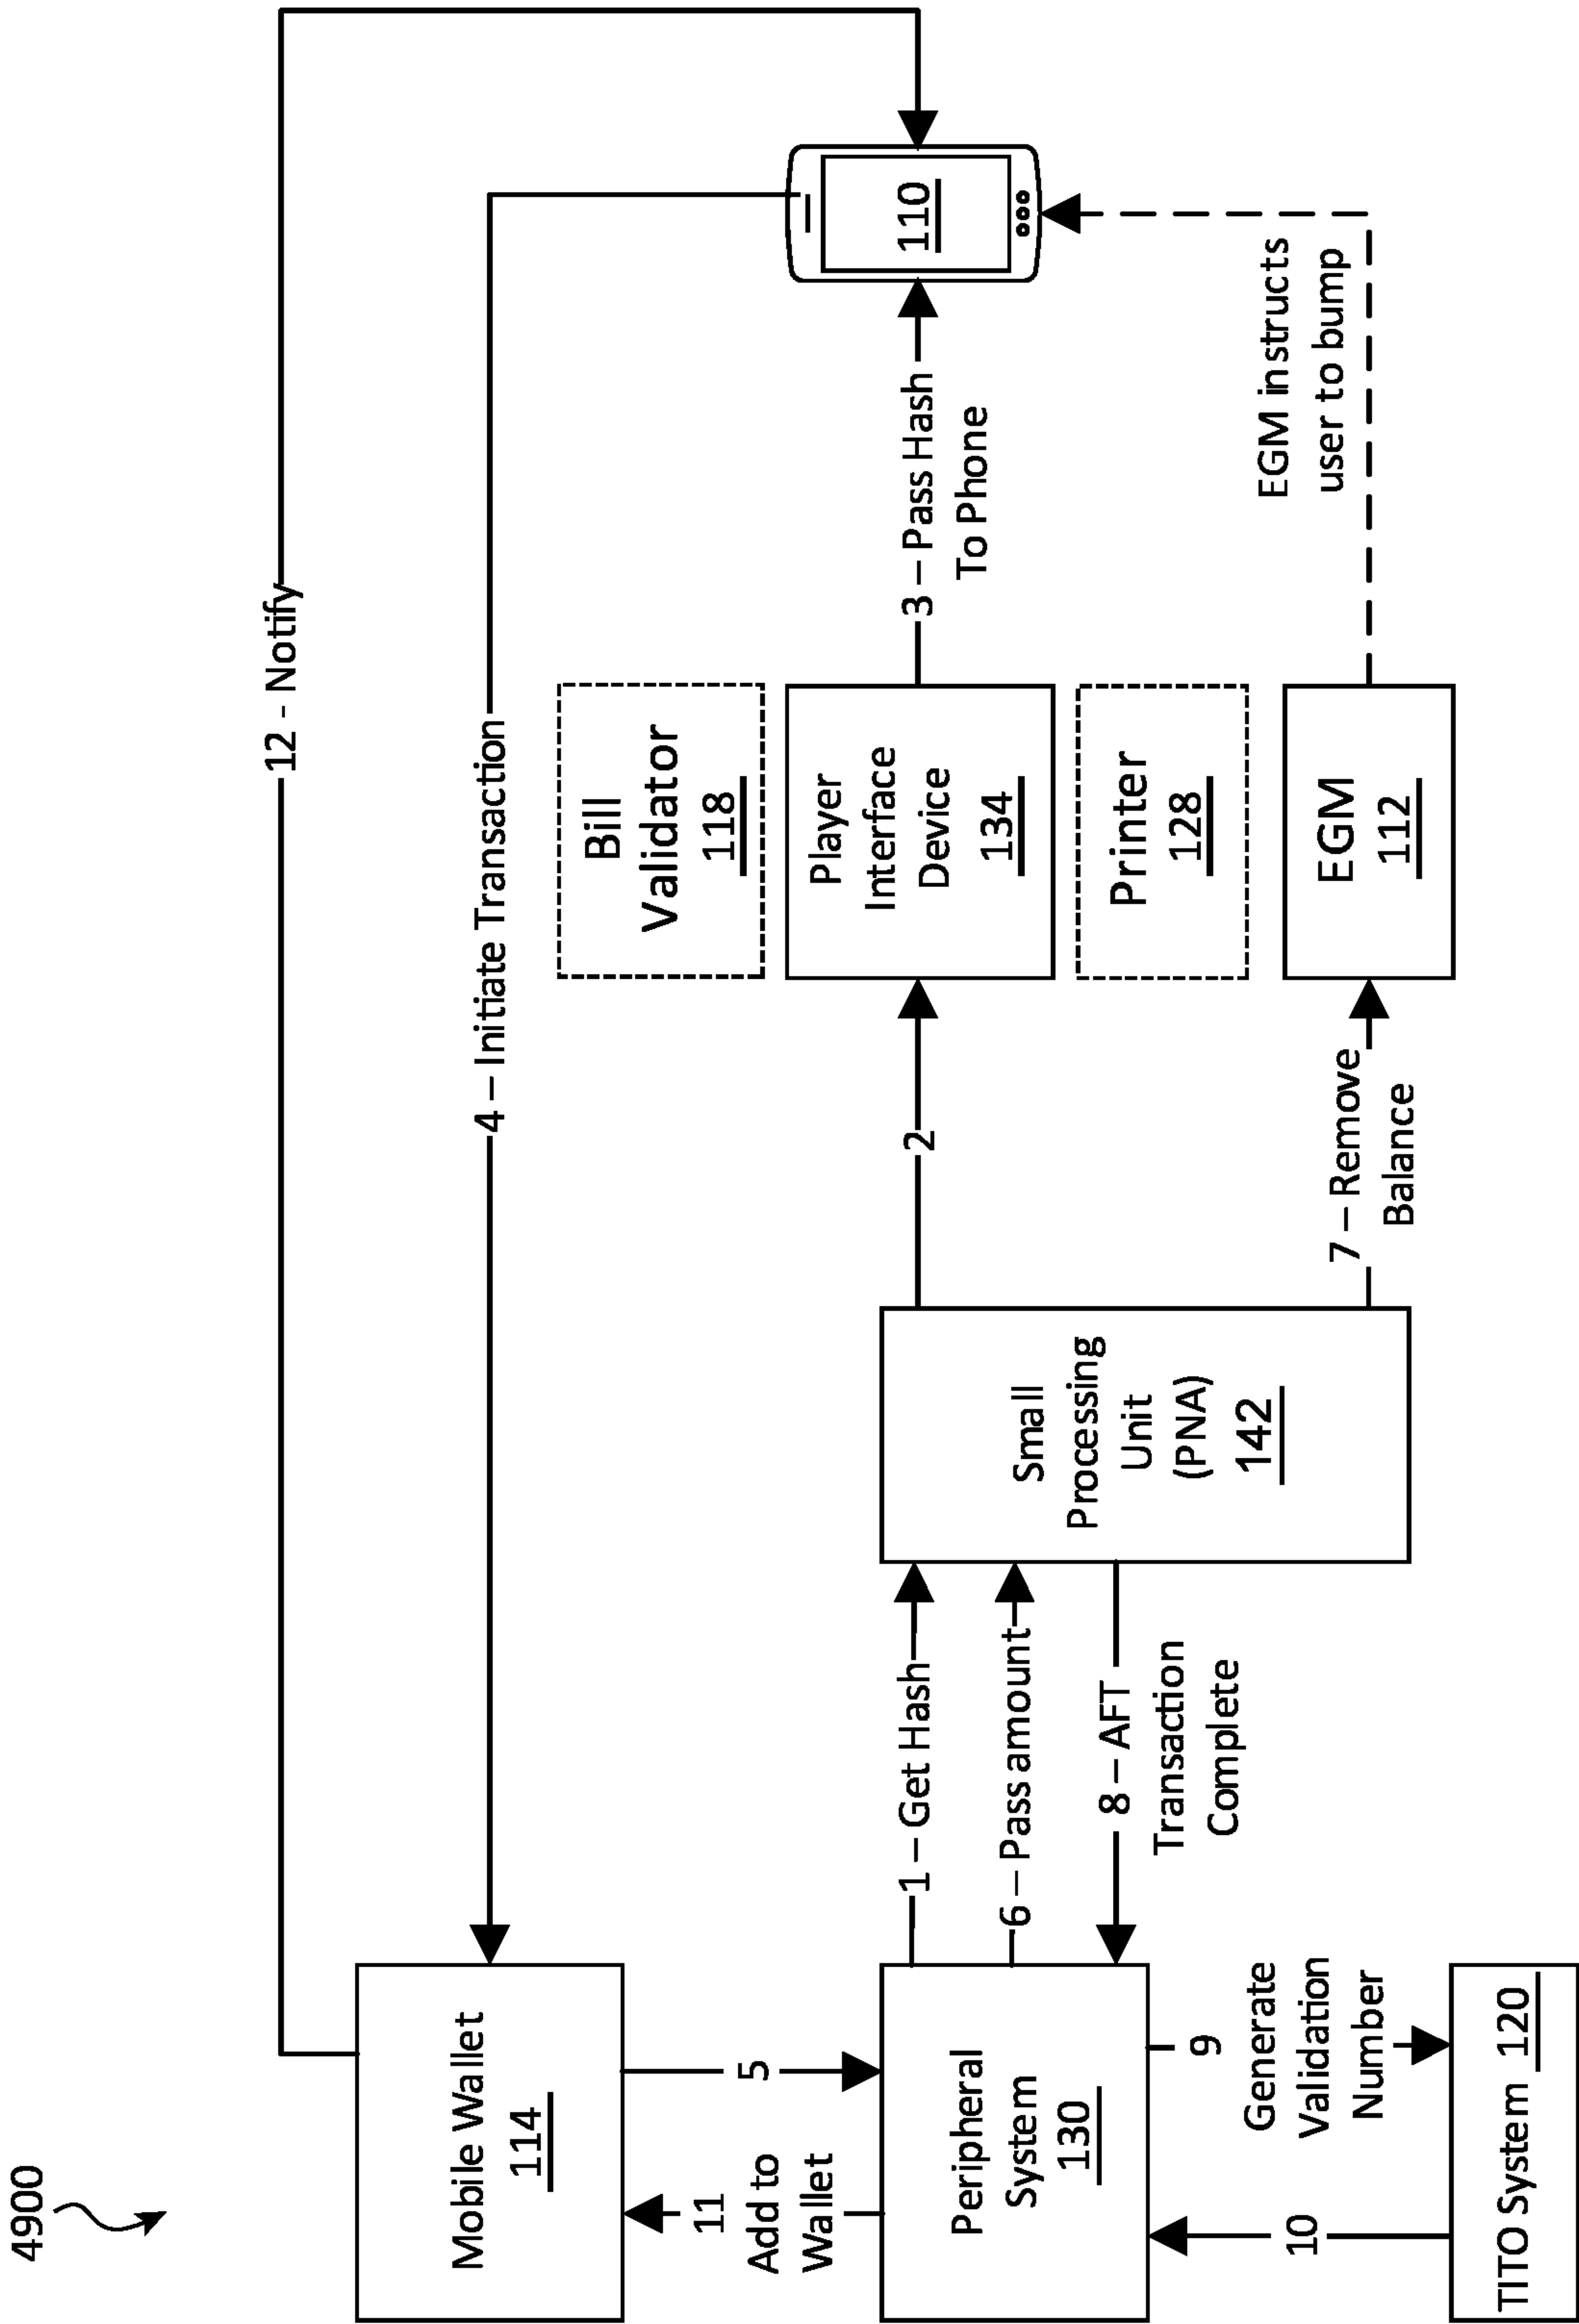 4900
12 - Notify
4 – Initiate Transaction
Mobile Wallet
114
Bill
Validator
118
110
5
11
Add to
Wallet
Peripheral
System
130
1 – Get Hash
6 – Pass amount
8 – AFT
Transaction
Complete
Small
Processing
Unit
(PNA)
142
2
Player
Interface
Device
134
3 – Pass Hash
To Phone
Printer
128
7 – Remove
Balance
EGM
112
EGM instructs
user to bump
9
Generate
Validation
Number
10
TITO System 120